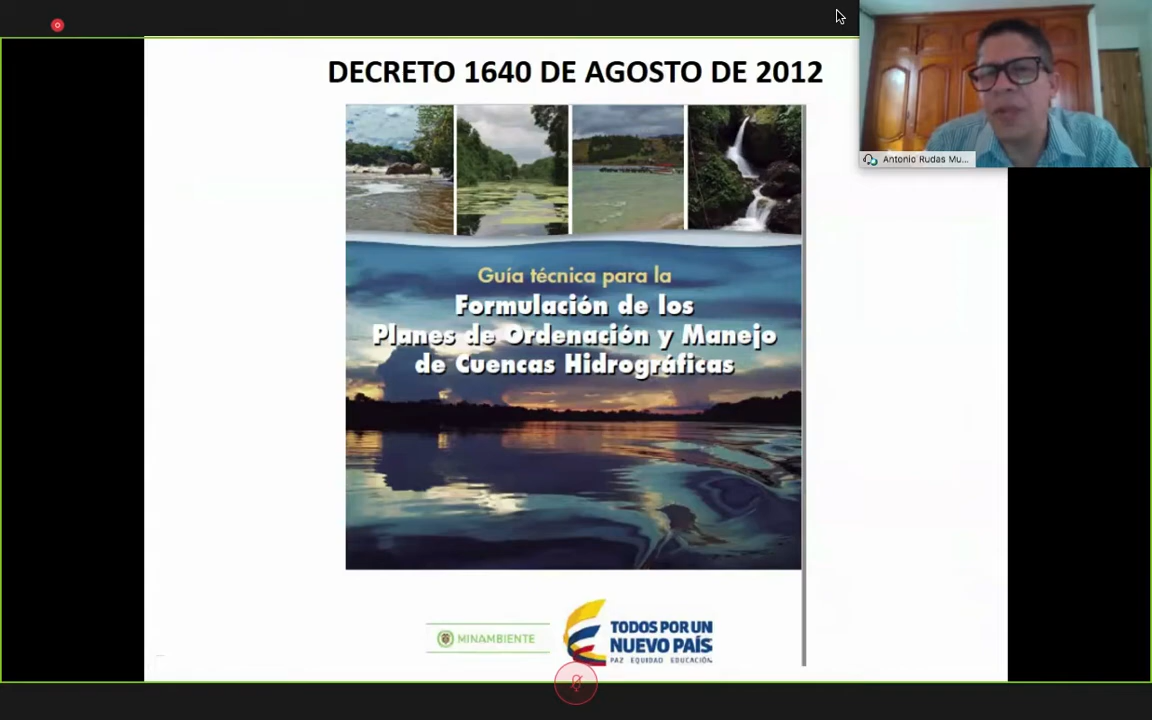 DECRETO 1640 DE AGOSTO DE 2012
Antonio Rudas Mu...
Guía técnica para la
Formulación de los
Planes de Ordenación y Manejo
de Cuencas Hidrográficas
MINAMBIENTE
TODOS POR UN
NUEVO PAÍS
PAZ EQUIDAD EDUCACIÓN